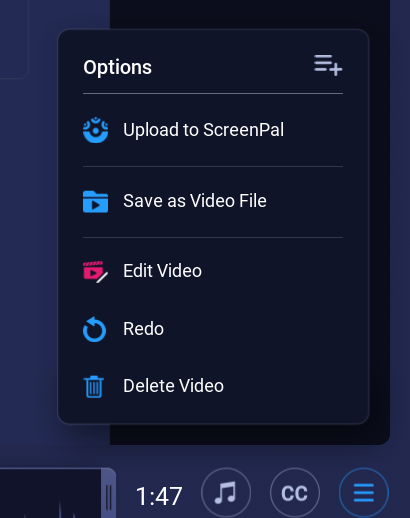 Options
Upload to ScreenPal
Save as Video File
Edit Video
Redo
Delete Video
1:47
CC